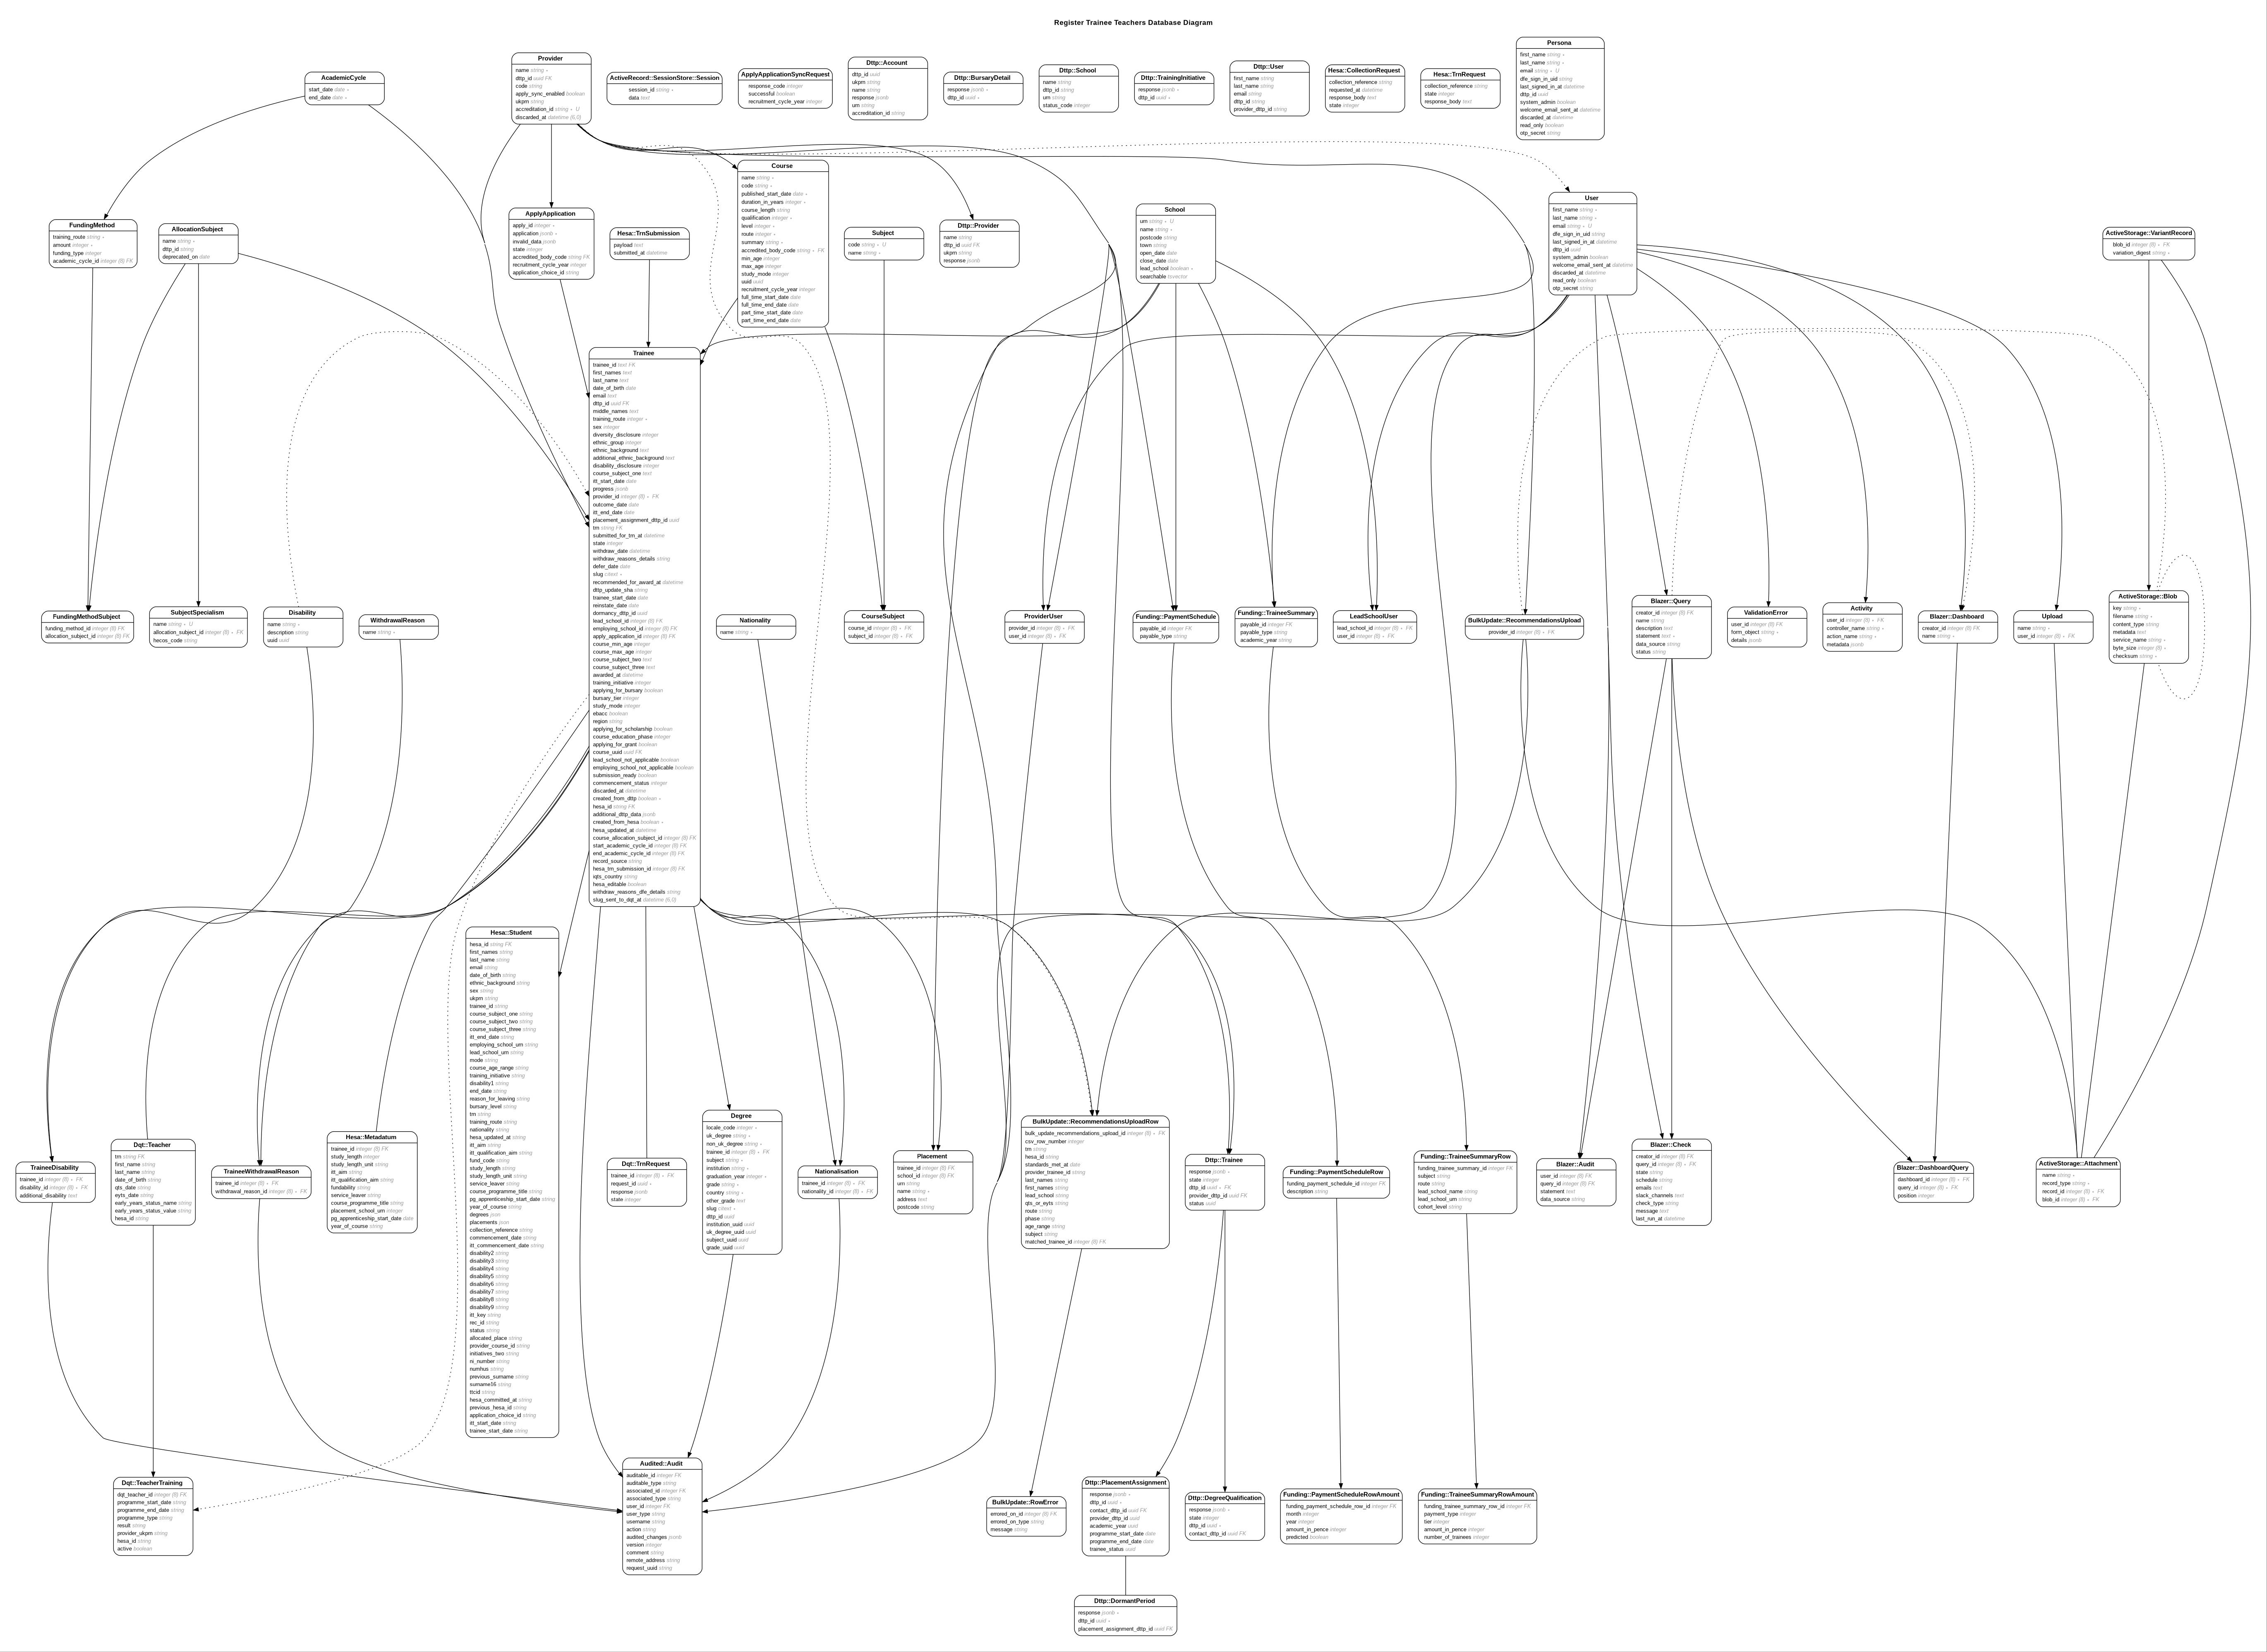 Register Trainee Teachers Database Diagram
AcademicCycle
start_date date ∗
end_date date ∗
Provider
name string ∗
dttp_id uuid FK
code string
apply_sync_enabled boolean
ukprn string
accreditation_id string ∗ U
discarded_at datetime (6,0)
ActiveRecord::SessionStore::Session
session_id string ∗
data text
ApplyApplicationSyncRequest
response_code integer
successful boolean
recruitment_cycle_year integer
Dttp::Account
dttp_id uuid
ukprn string
name string
response jsonb
urn string
accreditation_id string
Dttp::BursaryDetail
response jsonb ∗
dttp_id uuid ∗
Dttp::School
name string
dttp_id string
urn string
status_code integer
Dttp::TrainingInitiative
response jsonb ∗
dttp_id uuid ∗
Dttp::User
first_name string
last_name string
email string
dttp_id string
provider_dttp_id string
Hesa::CollectionRequest
collection_reference string
requested_at datetime
response_body text
state integer
Hesa::TrnRequest
collection_reference string
state integer
response_body text
Persona
first_name string ∗
last_name string ∗
email string ∗ U
dfe_sign_in_uid string
last_signed_in_at datetime
dttp_id uuid
system_admin boolean
welcome_email_sent_at datetime
discarded_at datetime
read_only boolean
otp_secret string
FundingMethod
training_route string ∗
amount integer ∗
funding_type integer
academic_cycle_id integer (8) FK
AllocationSubject
name string ∗
dttp_id string
deprecated_on date
ApplyApplication
apply_id integer ∗
application jsonb ∗
invalid_data jsonb
state integer
accredited_body_code string FK
recruitment_cycle_year integer
application_choice_id string
Hesa::TrnSubmission
payload text
submitted_at datetime
Course
name string ∗
code string ∗
published_start_date date ∗
duration_in_years integer ∗
course_length string
qualification integer ∗
level integer ∗
route integer ∗
summary string ∗
accredited_body_code string ∗ FK
min_age integer
max_age integer
study_mode integer
uuid uuid
recruitment_cycle_year integer
full_time_start_date date
full_time_end_date date
part_time_start_date date
part_time_end_date date
Subject
code string ∗ U
name string ∗
Dttp::Provider
name string
dttp_id uuid FK
ukprn string
response jsonb
School
urn string ∗ U
name string ∗
postcode string
town string
open_date date
close_date date
lead_school boolean ∗
searchable tsvector
User
first_name string ∗
last_name string ∗
email string ∗ U
dfe_sign_in_uid string
last_signed_in_at datetime
dttp_id uuid
system_admin boolean
welcome_email_sent_at datetime
discarded_at datetime
read_only boolean
otp_secret string
ActiveStorage::VariantRecord
blob_id integer (8) ∗ FK
variation_digest string ∗
Trainee
trainee_id text FK
first_names text
last_name text
date_of_birth date
email text
dttp_id uuid FK
middle_names text
training_route integer ∗
sex integer
diversity_disclosure integer
ethnic_group integer
ethnic_background text
additional_ethnic_background text
disability_disclosure integer
course_subject_one text
itt_start_date date
progress jsonb
provider_id integer (8) ∗ FK
outcome_date date
itt_end_date date
placement_assignment_dttp_id uuid
trn string FK
submitted_for_trn_at datetime
state integer
withdraw_date datetime
withdraw_reasons_details string
defer_date date
slug citext ∗
recommended_for_award_at datetime
dttp_update_sha string
trainee_start_date date
reinstate_date date
dormancy_dttp_id uuid
lead_school_id integer (8) FK
employing_school_id integer (8) FK
apply_application_id integer (8) FK
course_min_age integer
course_max_age integer
course_subject_two text
course_subject_three text
awarded_at datetime
training_initiative integer
applying_for_bursary boolean
bursary_tier integer
study_mode integer
ebacc boolean
region string
applying_for_scholarship boolean
course_education_phase integer
applying_for_grant boolean
course_uuid uuid FK
lead_school_not_applicable boolean
employing_school_not_applicable boolean
submission_ready boolean
commencement_status integer
discarded_at datetime
created_from_dttp boolean ∗
hesa_id string FK
additional_dttp_data jsonb
created_from_hesa boolean ∗
hesa_updated_at datetime
course_allocation_subject_id integer (8) FK
start_academic_cycle_id integer (8) FK
end_academic_cycle_id integer (8) FK
record_source string
hesa_trn_submission_id integer (8) FK
iqts_country string
hesa_editable boolean
withdraw_reasons_dfe_details string
slug_sent_to_dqt_at datetime (6,0)
FundingMethodSubject
funding_method_id integer (8) FK
allocation_subject_id integer (8) FK
SubjectSpecialism
name string ∗ U
allocation_subject_id integer (8) ∗ FK
hecos_code string
Disability
name string ∗
description string
uuid uuid
WithdrawalReason
name string ∗
Nationality
name string ∗
CourseSubject
course_id integer (8) ∗ FK
subject_id integer (8) ∗ FK
ProviderUser
provider_id integer (8) ∗ FK
user_id integer (8) ∗ FK
Funding::PaymentSchedule
payable_id integer FK
payable_type string
Funding::TraineeSummary
payable_id integer FK
payable_type string
academic_year string
LeadSchoolUser
lead_school_id integer (8) ∗ FK
user_id integer (8) ∗ FK
BulkUpdate::RecommendationsUpload
provider_id integer (8) ∗ FK
Blazer::Query
creator_id integer (8) FK
name string
description text
statement text ∗
data_source string
status string
ValidationError
user_id integer (8) FK
form_object string ∗
details jsonb
Activity
user_id integer (8) ∗ FK
controller_name string ∗
action_name string ∗
metadata jsonb
Blazer::Dashboard
creator_id integer (8) FK
name string ∗
Upload
name string ∗
user_id integer (8) ∗ FK
ActiveStorage::Blob
key string ∗
filename string ∗
content_type string
metadata text
service_name string ∗
byte_size integer (8) ∗
checksum string ∗
Hesa::Student
hesa_id string FK
first_names string
last_name string
email string
date_of_birth string
ethnic_background string
sex string
ukprn string
trainee_id string
course_subject_one string
course_subject_two string
course_subject_three string
itt_end_date string
employing_school_urn string
lead_school_urn string
mode string
course_age_range string
training_initiative string
disability1 string
end_date string
reason_for_leaving string
bursary_level string
trn string
training_route string
nationality string
hesa_updated_at string
itt_aim string
itt_qualification_aim string
fund_code string
study_length string
study_length_unit string
service_leaver string
course_programme_title string
pg_apprenticeship_start_date string
year_of_course string
degrees json
placements json
collection_reference string
commencement_date string
itt_commencement_date string
disability2 string
disability3 string
disability4 string
disability5 string
disability6 string
disability7 string
disability8 string
disability9 string
itt_key string
rec_id string
status string
allocated_place string
provider_course_id string
initiatives_two string
ni_number string
numhus string
previous_surname string
surname16 string
ttcid string
hesa_committed_at string
previous_hesa_id string
application_choice_id string
itt_start_date string
trainee_start_date string
TraineeDisability
trainee_id integer (8) ∗ FK
disability_id integer (8) ∗ FK
additional_disability text
Dqt::Teacher
trn string FK
first_name string
last_name string
date_of_birth string
qts_date string
eyts_date string
early_years_status_name string
early_years_status_value string
hesa_id string
TraineeWithdrawalReason
trainee_id integer (8) ∗ FK
withdrawal_reason_id integer (8) ∗ FK
Hesa::Metadatum
trainee_id integer (8) FK
study_length integer
study_length_unit string
itt_aim string
itt_qualification_aim string
fundability string
service_leaver string
course_programme_title string
placement_school_urn integer
pg_apprenticeship_start_date date
year_of_course string
Dqt::TrnRequest
trainee_id integer (8) ∗ FK
request_id uuid ∗
response jsonb
state integer
Degree
locale_code integer ∗
uk_degree string ∗
non_uk_degree string ∗
trainee_id integer (8) ∗ FK
subject string ∗
institution string ∗
graduation_year integer ∗
grade string ∗
country string ∗
other_grade text
slug citext ∗
dttp_id uuid
institution_uuid uuid
uk_degree_uuid uuid
subject_uuid uuid
grade_uuid uuid
Nationalisation
trainee_id integer (8) ∗ FK
nationality_id integer (8) ∗ FK
Placement
trainee_id integer (8) FK
school_id integer (8) FK
urn string
name string ∗
address text
postcode string
BulkUpdate::RecommendationsUploadRow
bulk_update_recommendations_upload_id integer (8) ∗ FK
csv_row_number integer
trn string
hesa_id string
standards_met_at date
provider_trainee_id string
last_names string
first_names string
lead_school string
qts_or_eyts string
route string
phase string
age_range string
subject string
matched_trainee_id integer (8) FK
Dttp::Trainee
response jsonb ∗
state integer
dttp_id uuid ∗ FK
provider_dttp_id uuid FK
status uuid
Funding::PaymentScheduleRow
funding_payment_schedule_id integer FK
description string
Funding::TraineeSummaryRow
funding_trainee_summary_id integer FK
subject string
route string
lead_school_name string
lead_school_urn string
cohort_level string
Blazer::Audit
user_id integer (8) FK
query_id integer (8) FK
statement text
data_source string
Blazer::Check
creator_id integer (8) FK
query_id integer (8) ∗ FK
state string
schedule string
emails text
slack_channels text
check_type string
message text
last_run_at datetime
Blazer::DashboardQuery
dashboard_id integer (8) ∗ FK
query_id integer (8) ∗ FK
position integer
ActiveStorage::Attachment
name string ∗
record_type string ∗
record_id integer (8) ∗ FK
blob_id integer (8) ∗ FK
Dqt::TeacherTraining
dqt_teacher_id integer (8) FK
programme_start_date string
programme_end_date string
programme_type string
result string
provider_ukprn string
hesa_id string
active boolean
Audited::Audit
auditable_id integer FK
auditable_type string
associated_id integer FK
associated_type string
user_id integer FK
user_type string
username string
action string
audited_changes jsonb
version integer
comment string
remote_address string
request_uuid string
BulkUpdate::RowError
errored_on_id integer (8) FK
errored_on_type string
message string
Dttp::PlacementAssignment
response jsonb ∗
dttp_id uuid ∗
contact_dttp_id uuid FK
provider_dttp_id uuid
academic_year uuid
programme_start_date date
programme_end_date date
trainee_status uuid
Dttp::DegreeQualification
response jsonb ∗
state integer
dttp_id uuid ∗
contact_dttp_id uuid FK
Funding::PaymentScheduleRowAmount
funding_payment_schedule_row_id integer FK
month integer
year integer
amount_in_pence integer
predicted boolean
Funding::TraineeSummaryRowAmount
funding_trainee_summary_row_id integer FK
payment_type integer
tier integer
amount_in_pence integer
number_of_trainees integer
Dttp::DormantPeriod
response jsonb ∗
dttp_id uuid ∗
placement_assignment_dttp_id uuid FK